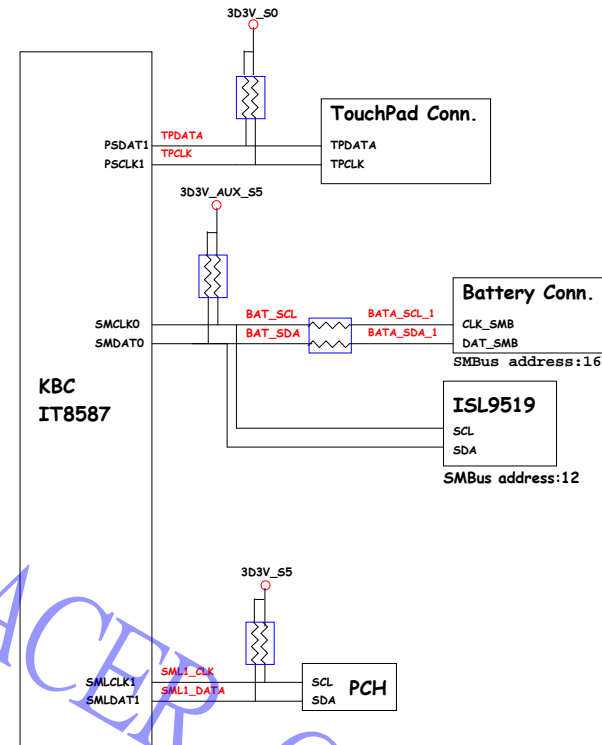 3D3V_S0
TouchPad Conn.
PSDAT1 TPDATA TPDATA
PSCLK1 TPCLK TPCLK
3D3V_AUX_S5
Battery Conn.
SMCLK0 BAT_SCL BATA_SCL_1 CLK_SMB
SMDAT0 BAT_SDA BATA_SDA_1 DAT_SMB
SMBus address:16
KBC
IT8587
ISL9519
SCL
SDA
SMBus address:12
3D3V_S5
SMLCLK1 SML1_CLK SCL
PCH
SMLDAT1 SML1_DATA SDA
ACER